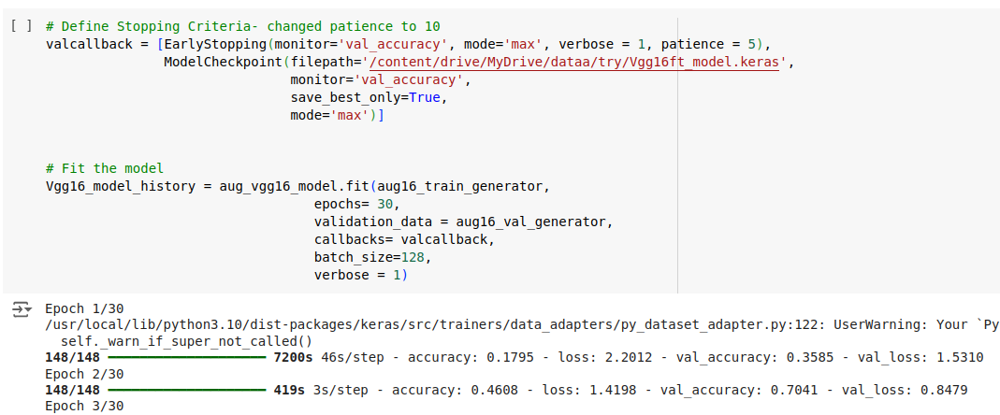 [ ] # Define Stopping Criteria- changed patience to 10
valcallback = [EarlyStopping(monitor='val_accuracy', mode='max', verbose = 1, patience = 5),
ModelCheckpoint(filepath='/content/drive/MyDrive/dataa/try/Vgg16ft_model.keras',
monitor='val_accuracy',
save_best_only=True,
mode='max')]
# Fit the model
Vgg16_model_history = aug_vgg16_model.fit(aug16_train_generator,
epochs= 30,
validation_data = aug16_val_generator,
callbacks= valcallback,
batch_size=128,
verbose = 1)
Epoch 1/30
/usr/local/lib/python3.10/dist-packages/keras/src/trainers/data_adapters/py_dataset_adapter.py:122: UserWarning: Your `Py
self._warn_if_super_not_called()
148/148 ━━━━━━━━━━━━━━━━━━━━ 7200s 46s/step - accuracy: 0.1795 - loss: 2.2012 - val_accuracy: 0.3585 - val_loss: 1.5310
Epoch 2/30
148/148 ━━━━━━━━━━━━━━━━━━━━ 419s 3s/step - accuracy: 0.4608 - loss: 1.4198 - val_accuracy: 0.7041 - val_loss: 0.8479
Epoch 3/30